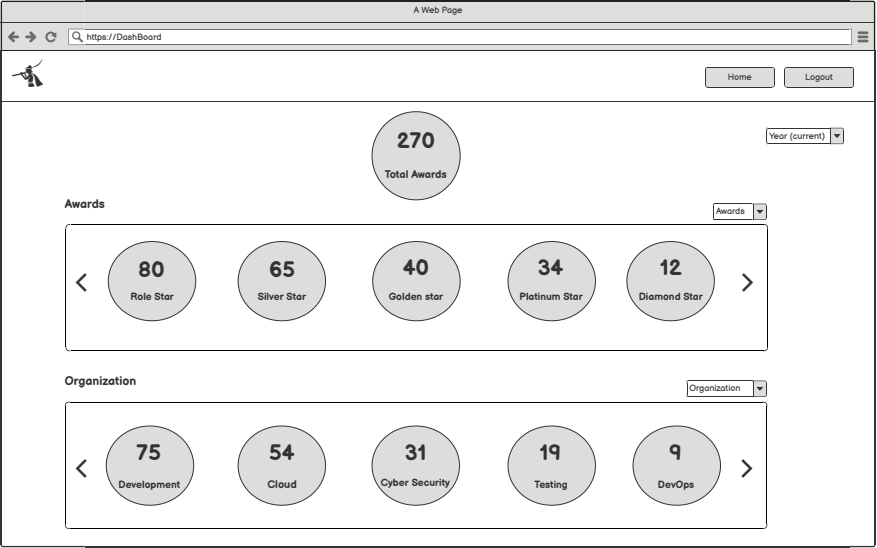 A Web Page
https://DashBoard
Home
Logout
270
Total Awards
Year (current)
Awards
Awards
80
Role Star
65
Silver Star
40
Golden star
34
Platinum Star
12
Diamond Star
Organization
Organization
75
Development
54
Cloud
31
Cyber Security
19
Testing
9
DevOps